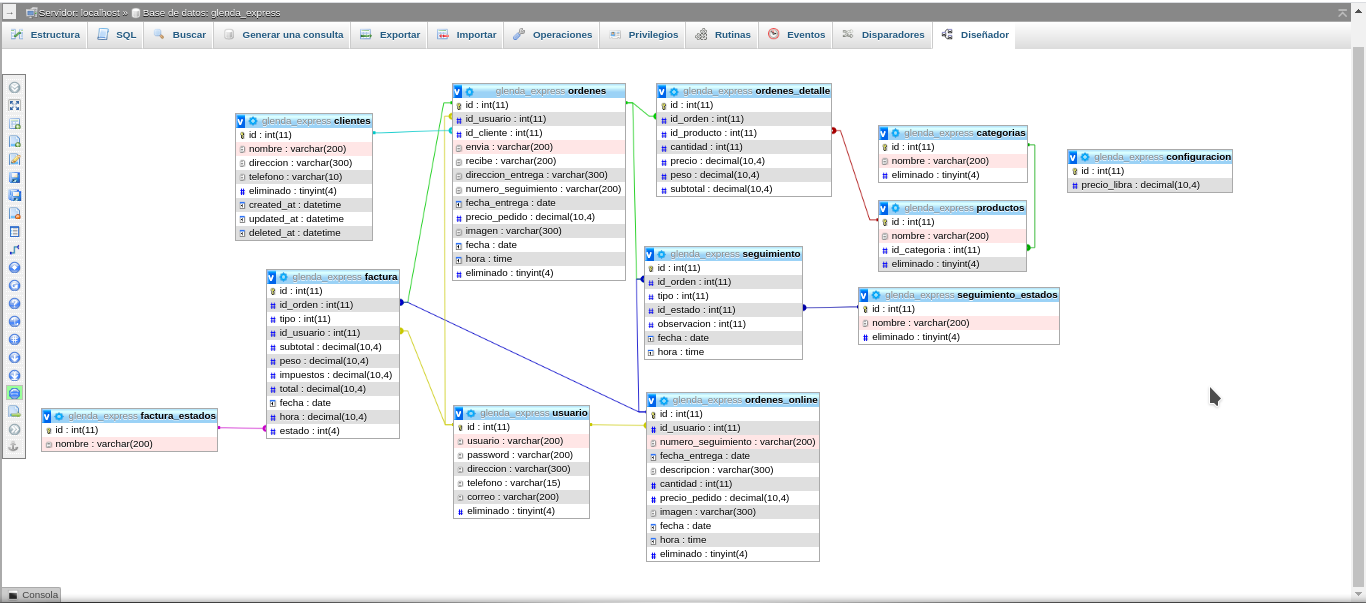 Servidor: localhost » Base de datos: glenda_express
Estructura SQL Buscar Generar una consulta Exportar Importar Operaciones Privilegios Rutinas Eventos Disparadores Diseñador
glenda_express clientes
id : int(11)
nombre : varchar(200)
direccion : varchar(300)
telefono : varchar(10)
eliminado : tinyint(4)
created_at : datetime
updated_at : datetime
deleted_at : datetime
glenda_express ordenes
id : int(11)
id_usuario : int(11)
id_cliente : int(11)
envia : varchar(200)
recibe : varchar(200)
direccion_entrega : varchar(300)
numero_seguimiento : varchar(200)
fecha_entrega : date
precio_pedido : decimal(10,4)
imagen : varchar(300)
fecha : date
hora : time
eliminado : tinyint(4)
glenda_express ordenes_detalle
id : int(11)
id_orden : int(11)
id_producto : int(11)
cantidad : int(11)
precio : decimal(10,4)
peso : decimal(10,4)
subtotal : decimal(10,4)
glenda_express categorias
id : int(11)
nombre : varchar(200)
eliminado : tinyint(4)
glenda_express configuracion
id : int(11)
precio_libra : decimal(10,4)
glenda_express productos
id : int(11)
nombre : varchar(200)
id_categoria : int(11)
eliminado : tinyint(4)
glenda_express factura
id : int(11)
id_orden : int(11)
tipo : int(11)
id_usuario : int(11)
subtotal : decimal(10,4)
peso : decimal(10,4)
impuestos : decimal(10,4)
total : decimal(10,4)
fecha : date
hora : decimal(10,4)
estado : int(4)
glenda_express seguimiento
id : int(11)
id_orden : int(11)
tipo : int(11)
id_estado : int(11)
observacion : int(11)
fecha : date
hora : time
glenda_express seguimiento_estados
id : int(11)
nombre : varchar(200)
eliminado : tinyint(4)
glenda_express factura_estados
id : int(11)
nombre : varchar(200)
glenda_express usuario
id : int(11)
usuario : varchar(200)
password : varchar(200)
direccion : varchar(300)
telefono : varchar(15)
correo : varchar(200)
eliminado : tinyint(4)
glenda_express ordenes_online
id : int(11)
id_usuario : int(11)
numero_seguimiento : varchar(200)
fecha_entrega : date
descripcion : varchar(300)
cantidad : int(11)
precio_pedido : decimal(10,4)
imagen : varchar(300)
fecha : date
hora : time
eliminado : tinyint(4)
Consola